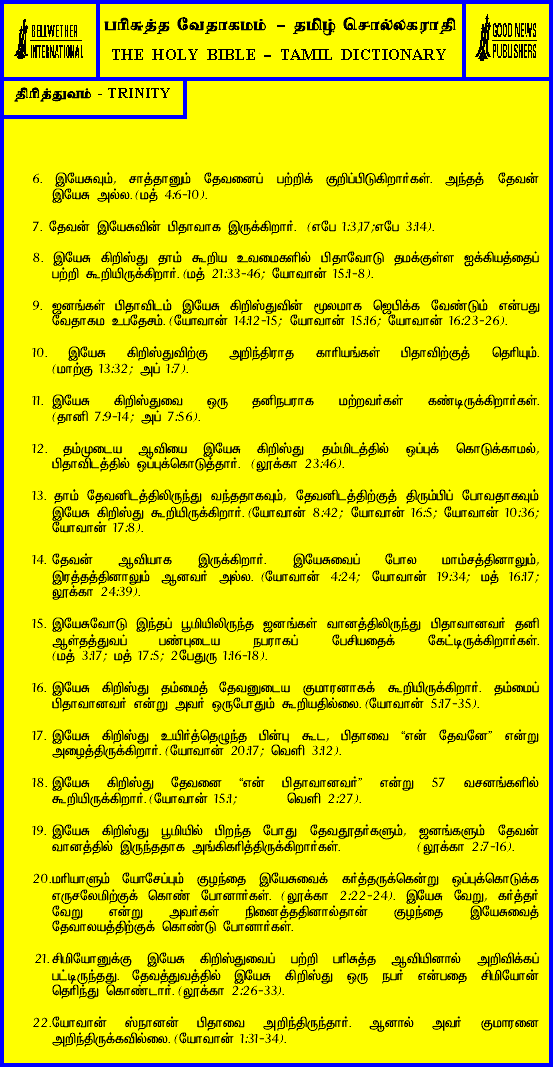 BELLWETHER
INTERNATIONAL
பரிசுத்த வேதாகமம் - தமிழ் சொல்லகராதி
THE HOLY BIBLE - TAMIL DICTIONARY
GOOD NEWS
PUBLISHERS
திரித்துவம் - TRINITY
6. இயேசுவும், சாத்தானும் தேவனைப் பற்றிக் குறிப்பிடுகிறார்கள். அந்தத் தேவன்
இயேசு அல்ல. (மத் 4:6-10).
7. தேவன் இயேசுவின் பிதாவாக இருக்கிறார். (எபே 1:3,17;எபே 3:14).
8. இயேசு கிறிஸ்து தாம் கூறிய உவமைகளில் பிதாவோடு தமக்குள்ள ஐக்கியத்தைப்
பற்றி கூறியிருக்கிறார். (மத் 21:33-46; யோவான் 15:1-8).
9. ஜனங்கள் பிதாவிடம் இயேசு கிறிஸ்துவின் மூலமாக ஜெபிக்க வேண்டும் என்பது
வேதாகம உபதேசம். (யோவான் 14:12-15; யோவான் 15:16; யோவான் 16:23-26).
10. இயேசு கிறிஸ்துவிற்கு அறிந்திராத காரியங்கள் பிதாவிற்குத் தெரியும்.
(மாற்கு 13:32; அப் 1:7).
11. இயேசு கிறிஸ்துவை ஒரு தனிநபராக மற்றவர்கள் கண்டிருக்கிறார்கள்.
(தானி 7:9-14; அப் 7:56).
12. தம்முடைய ஆவியை இயேசு கிறிஸ்து தம்மிடத்தில் ஒப்புக் கொடுக்காமல்,
பிதாவிடத்தில் ஒப்புக்கொடுத்தார். (லூக்கா 23:46).
13. தாம் தேவனிடத்திலிருந்து வந்ததாகவும், தேவனிடத்திற்குத் திரும்பிப் போவதாகவும்
இயேசு கிறிஸ்து கூறியிருக்கிறார். (யோவான் 8:42; யோவான் 16:5; யோவான் 10:36;
யோவான் 17:8).
14. தேவன் ஆவியாக இருக்கிறார். இயேசுவைப் போல மாம்சத்தினாலும்,
இரத்தத்தினாலும் ஆனவர் அல்ல. (யோவான் 4:24; யோவான் 19:34; மத் 16:17;
லூக்கா 24:39).
15. இயேசுவோடு இந்தப் பூமியிலிருந்த ஜனங்கள் வானத்திலிருந்து பிதாவானவர் தனி
ஆள்தத்துவப் பண்புடைய நபராகப் பேசியதைக் கேட்டிருக்கிறார்கள்.
(மத் 3:17; மத் 17:5; 2பேதுரு 1:16-18).
16. இயேசு கிறிஸ்து தம்மைத் தேவனுடைய குமாரனாகக் கூறியிருக்கிறார். தம்மைப்
பிதாவானவர் என்று அவர் ஒருபோதும் கூறியதில்லை. (யோவான் 5:17-35).
17. இயேசு கிறிஸ்து உயிர்த்தெழுந்த பின்பு கூட, பிதாவை “என் தேவனே” என்று
அழைத்திருக்கிறார். (யோவான் 20:17; வெளி 3:12).
18. இயேசு கிறிஸ்து தேவனை “என் பிதாவானவர்” என்று 57 வசனங்களில்
கூறியிருக்கிறார். (யோவான் 15:1; வெளி 2:27).
19. இயேசு கிறிஸ்து பூமியில் பிறந்த போது தேவதூதர்களும், ஜனங்களும் தேவன்
வானத்தில் இருந்ததாக அங்கிகரித்திருக்கிறார்கள். (லூக்கா 2:7-16).
20.மரியாளும் யோசேப்பும் குழந்தை இயேசுவைக் கர்த்தருக்கென்று ஒப்புக்கொடுக்க
எருசலேமிற்குக் கொண் போனார்கள். (லூக்கா 2:22-24). இயேசு வேறு, கர்த்தர்
வேறு என்று அவர்கள் நினைத்ததினால்தான் குழந்தை இயேசுவைத்
தேவாலயத்திற்குக் கொண்டு போனார்கள்.
21. சிமியோனுக்கு இயேசு கிறிஸ்துவைப் பற்றி பரிசுத்த ஆவியினால் அறிவிக்கப்
பட்டிருந்தது. தேவத்துவத்தில் இயேசு கிறிஸ்து ஒரு நபர் என்பதை சிமியோன்
தெரிந்து கொண்டார். (லூக்கா 2:26-33).
22.யோவான் ஸ்நானன் பிதாவை அறிந்திருந்தார். ஆனால் அவர் குமாரனை
அறிந்திருக்கவில்லை. (யோவான் 1:31-34).